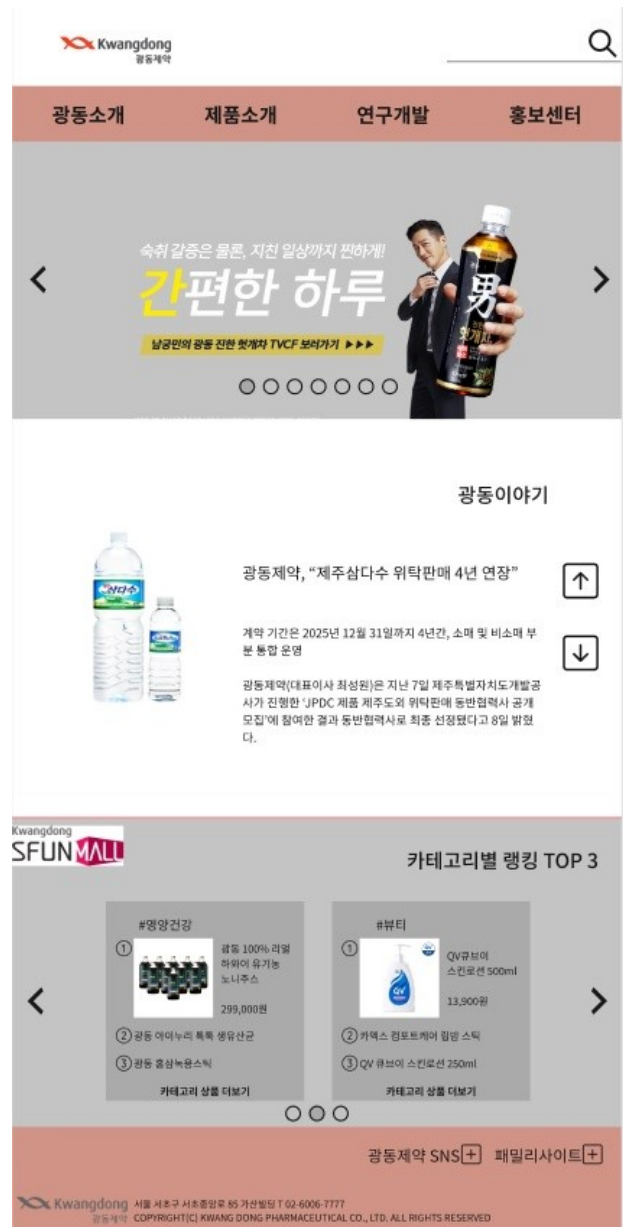 Kwangdong
광동제약
광동소개 제품소개 연구개발 홍보센터
숙취 갈증은 물론, 지친 일상까지 찐하게!
간편한 하루
남궁민의 광동 진한 헛개차 TVCF 보러가기 ▶▶▶
男
헛개차
광동이야기
삼다수
광동제약, “제주삼다수 위탁판매 4년 연장”
계약 기간은 2025년 12월 31일까지 4년간, 소매 및 비소매 부
분 통합 운영
광동제약(대표이사 최성원)은 지난 7일 제주특별자치도개발공
사가 진행한 ‘JPDC 제품 제주도외 위탁판매 동반협력사 공개
모집’에 참여한 결과 동반협력사로 최종 선정됐다고 8일 밝혔
다.
Kwangdong
SFUNMALL
카테고리별 랭킹 TOP 3
#영양건강
① 광동 100% 리얼
하와이 유기농
노니주스
299,000원
② 광동 아이누리 톡톡 생유산균
③ 광동 홍삼녹용스틱
카테고리 상품 더보기
#뷰티
① QV큐브이
스킨로션 500ml
QV
13,900원
② 카멕스 컴포트케어 립밤 스틱
③ QV 큐브이 스킨로션 250ml
카테고리 상품 더보기
광동제약 SNS 패밀리사이트
Kwangdong 서울 서초구 서초중앙로 85 가산빌딩 T 02-6006-7777
광동제약 COPYRIGHT(C) KWANG DONG PHARMACEUTICAL CO., LTD. ALL RIGHTS RESERVED